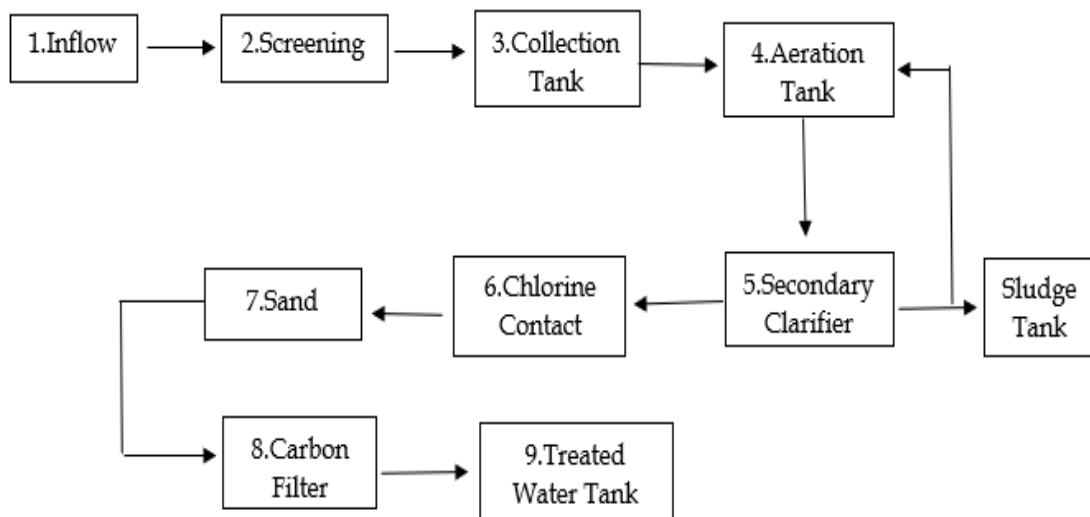 1.Inflow
2.Screening
3.Collection
Tank
4.Aeration
Tank
7.Sand
6.Chlorine
Contact
5.Secondary
Clarifier
Sludge
Tank
8.Carbon
Filter
9.Treated
Water Tank